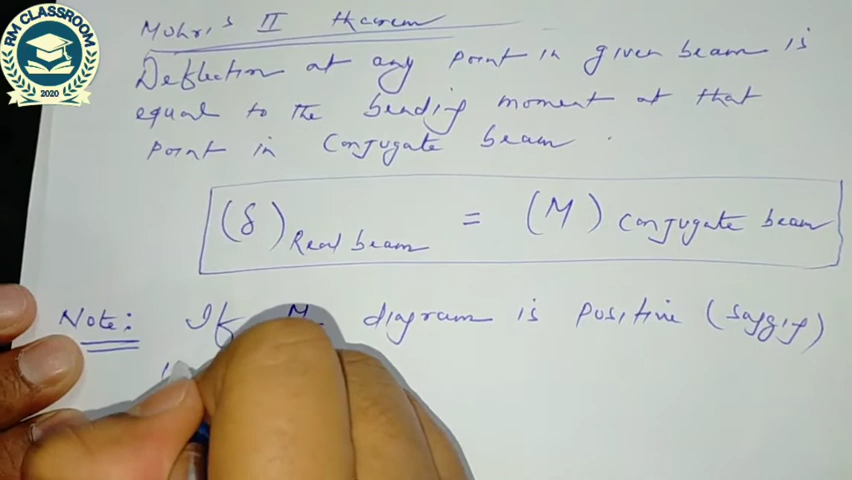 RM CLASSROOM
2020
Mohr's II theorem
Deflection at any point in given beam is
equal to the bending moment at that
point in Conjugate beam.
(δ) Real beam = (M) Conjugate beam
Note: If M diagram is positive (Sagging)